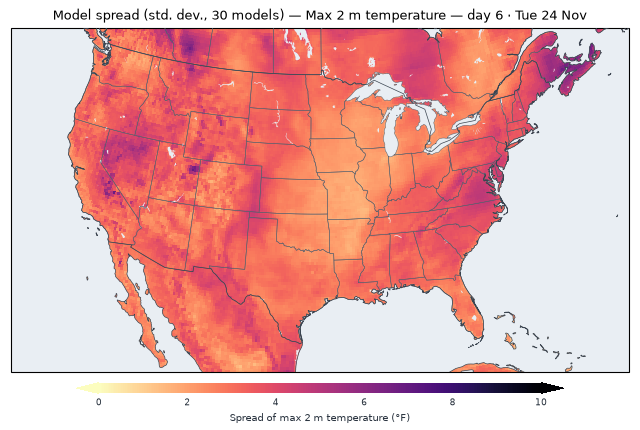 Model spread (std. dev., 30 models) — Max 2 m temperature — day 6 · Tue 24 Nov
0 2 4 6 8 10
Spread of max 2 m temperature (°F)